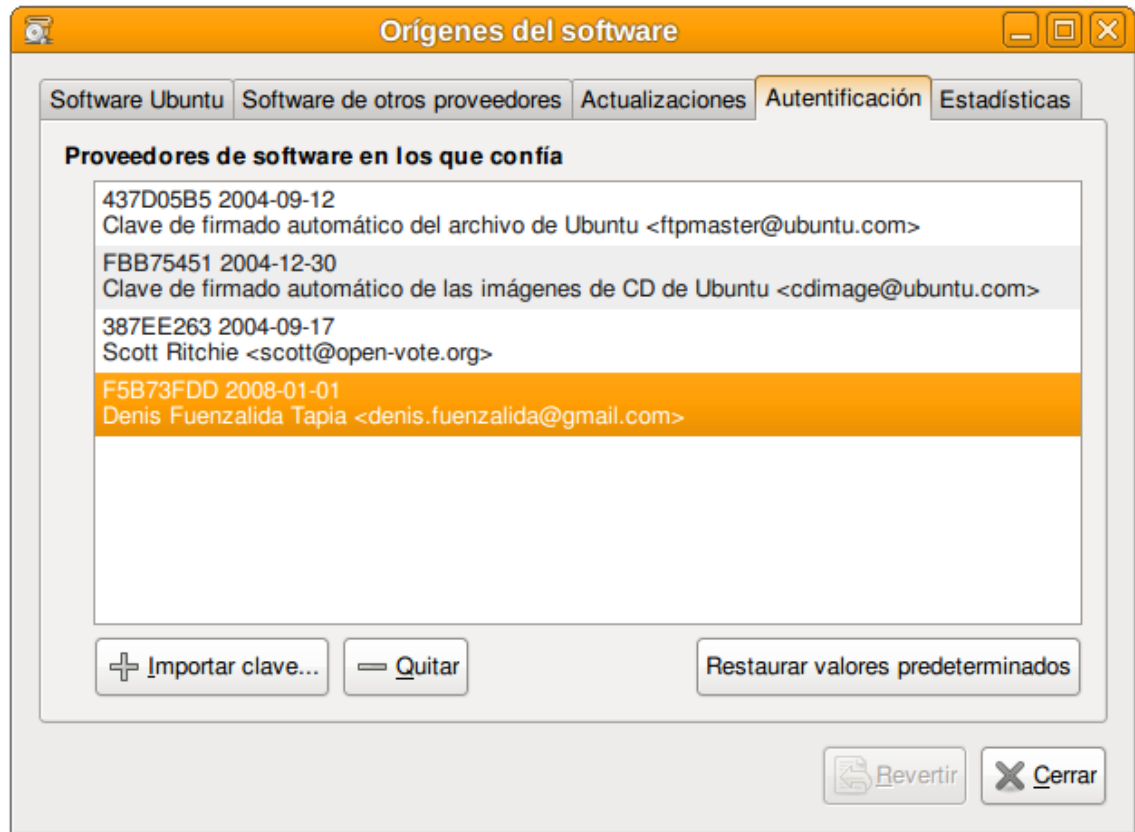 Orígenes del software
Software Ubuntu
Software de otros proveedores
Actualizaciones
Autentificación
Estadísticas
Proveedores de software en los que confía
437D05B5 2004-09-12
Clave de firmado automático del archivo de Ubuntu <ftpmaster@ubuntu.com>
FBB75451 2004-12-30
Clave de firmado automático de las imágenes de CD de Ubuntu <cdimage@ubuntu.com>
387EE263 2004-09-17
Scott Ritchie <scott@open-vote.org>
F5B73FDD 2008-01-01
Denis Fuenzalida Tapia <denis.fuenzalida@gmail.com>
Importar clave...
Quitar
Restaurar valores predeterminados
Revertir
Cerrar